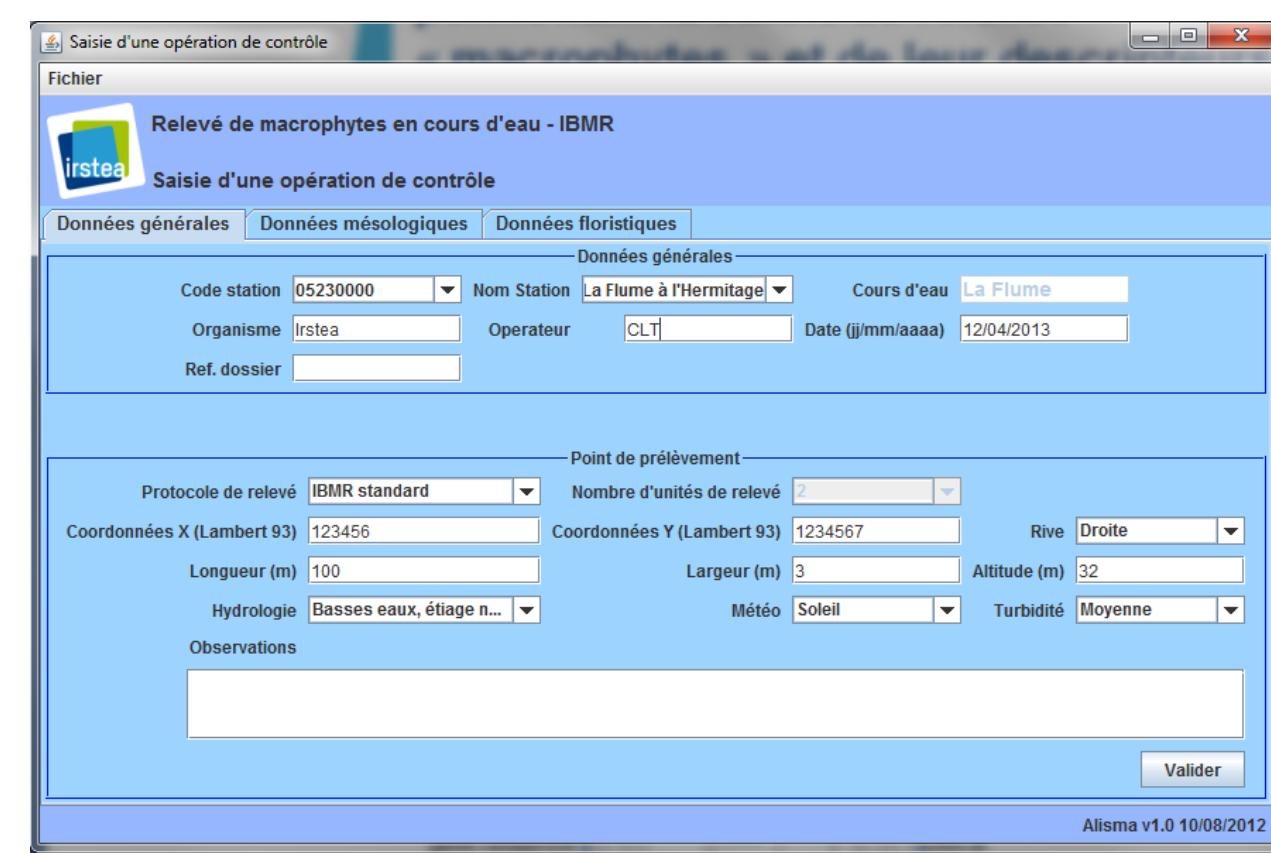 Saisie d'une opération de contrôle
« macrophytes » et de leur descripteurs
Fichier
irstea
Relevé de macrophytes en cours d'eau - IBMR
Saisie d'une opération de contrôle
Données générales Données mésologiques Données floristiques
Données générales
Code station 05230000 Nom Station La Flume à l'Hermitage Cours d'eau La Flume
Organisme Irstea Operateur CLT Date (jj/mm/aaaa) 12/04/2013
Ref. dossier
Point de prélèvement
Protocole de relevé IBMR standard Nombre d'unités de relevé 2
Coordonnées X (Lambert 93) 123456 Coordonnées Y (Lambert 93) 1234567 Rive Droite
Longueur (m) 100 Largeur (m) 3 Altitude (m) 32
Hydrologie Basses eaux, étiage n... Météo Soleil Turbidité Moyenne
Observations
Valider
Alisma v1.0 10/08/2012